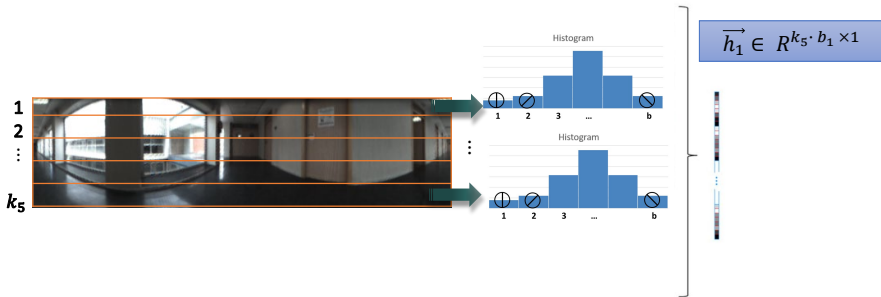 Histogram
1 2 3 ... b
Histogram
1 2 3 ... b
1
2
⋮
k₅
⋮
h₁⃗ ∈ R^{k₅· b₁ ×1}
⋮